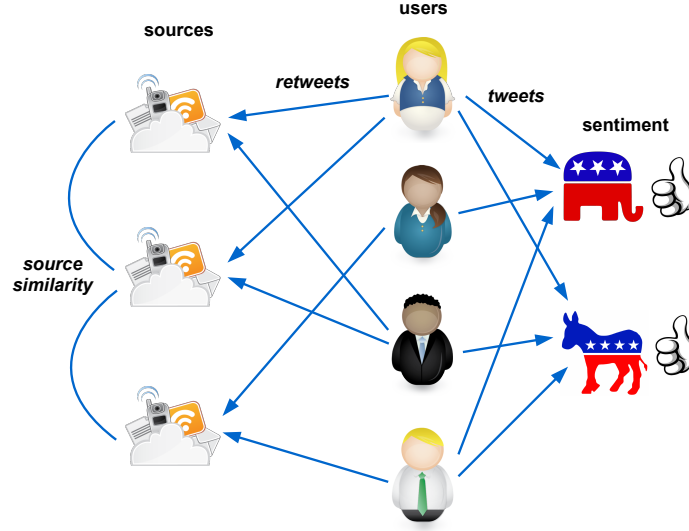 users
sources
retweets
tweets
sentiment
source
similarity